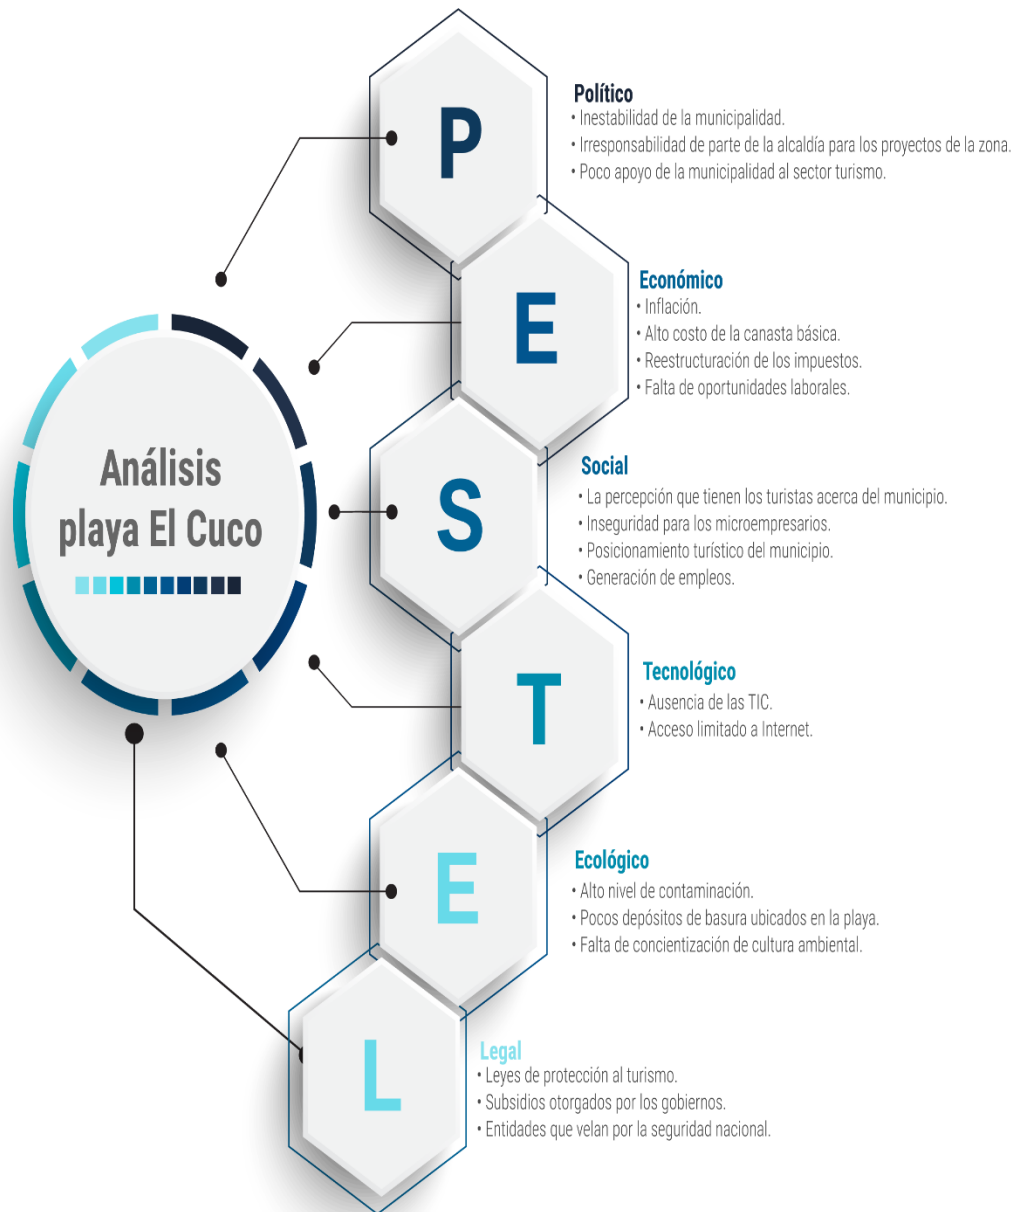 P
Político
• Inestabilidad de la municipalidad.
• Irresponsabilidad de parte de la alcaldía para los proyectos de la zona.
• Poco apoyo de la municipalidad al sector turismo.
E
Económico
• Inflación.
• Alto costo de la canasta básica.
• Reestructuración de los impuestos.
• Falta de oportunidades laborales.
Análisis
playa El Cuco
S
Social
• La percepción que tienen los turistas acerca del municipio.
• Inseguridad para los microempresarios.
• Posicionamiento turístico del municipio.
• Generación de empleos.
T
Tecnológico
• Ausencia de las TIC.
• Acceso limitado a Internet.
E
Ecológico
• Alto nivel de contaminación.
• Pocos depósitos de basura ubicados en la playa.
• Falta de concientización de cultura ambiental.
L
Legal
• Leyes de protección al turismo.
• Subsidios otorgados por los gobiernos.
• Entidades que velan por la seguridad nacional.